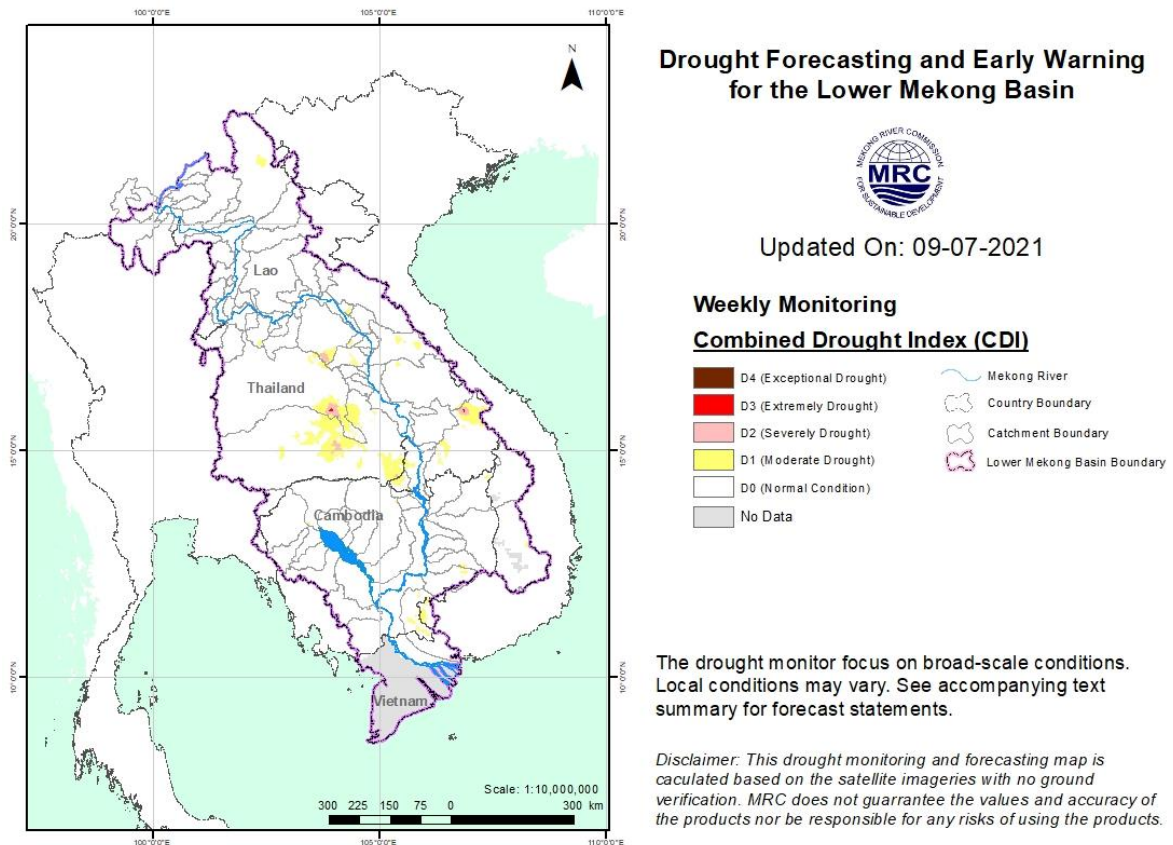 100°0'0"E
105°0'0"E
110°0'0"E
N
20°0'0"N
20°0'0"N
15°0'0"N
15°0'0"N
10°0'0"N
10°0'0"N
Lao
Thailand
Cambodia
Vietnam
Scale: 1:10,000,000
300 225 150 75 0 300 km
100°0'0"E
105°0'0"E
110°0'0"E
Drought Forecasting and Early Warning
for the Lower Mekong Basin
MEKONG RIVER COMMISSION
MRC
FOR SUSTAINABLE DEVELOPMENT
Updated On: 09-07-2021
Weekly Monitoring
Combined Drought Index (CDI)
D4 (Exceptional Drought)
D3 (Extremely Drought)
D2 (Severely Drought)
D1 (Moderate Drought)
D0 (Normal Condition)
No Data
Mekong River
Country Boundary
Catchment Boundary
Lower Mekong Basin Boundary
The drought monitor focus on broad-scale conditions.
Local conditions may vary. See accompanying text
summary for forecast statements.
Disclaimer: This drought monitoring and forecasting map is
caculated based on the satellite imageries with no ground
verification. MRC does not guarrantee the values and accuracy of
the products nor be responsible for any risks of using the products.